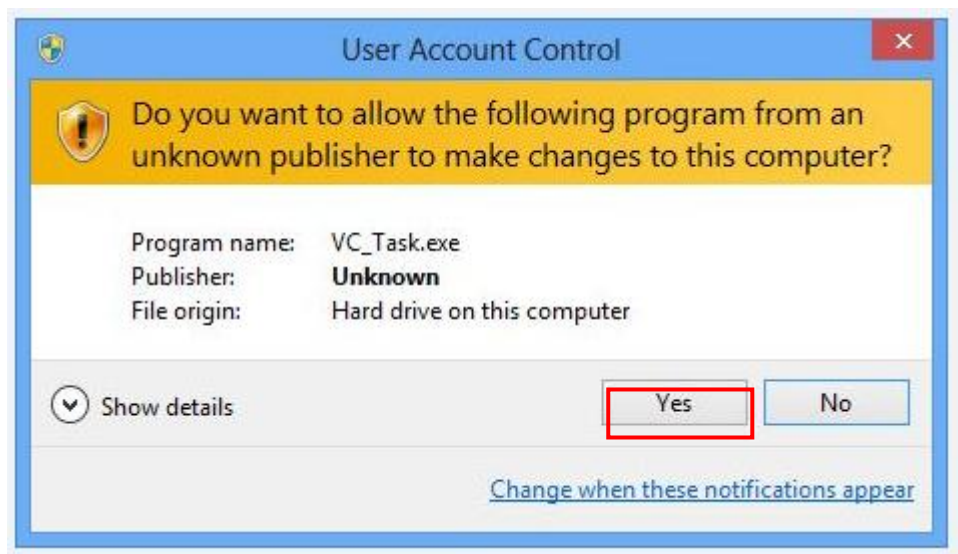 User Account Control
Do you want to allow the following program from an
unknown publisher to make changes to this computer?
Program name: VC_Task.exe
Publisher: Unknown
File origin: Hard drive on this computer
Show details Yes No
Change when these notifications appear